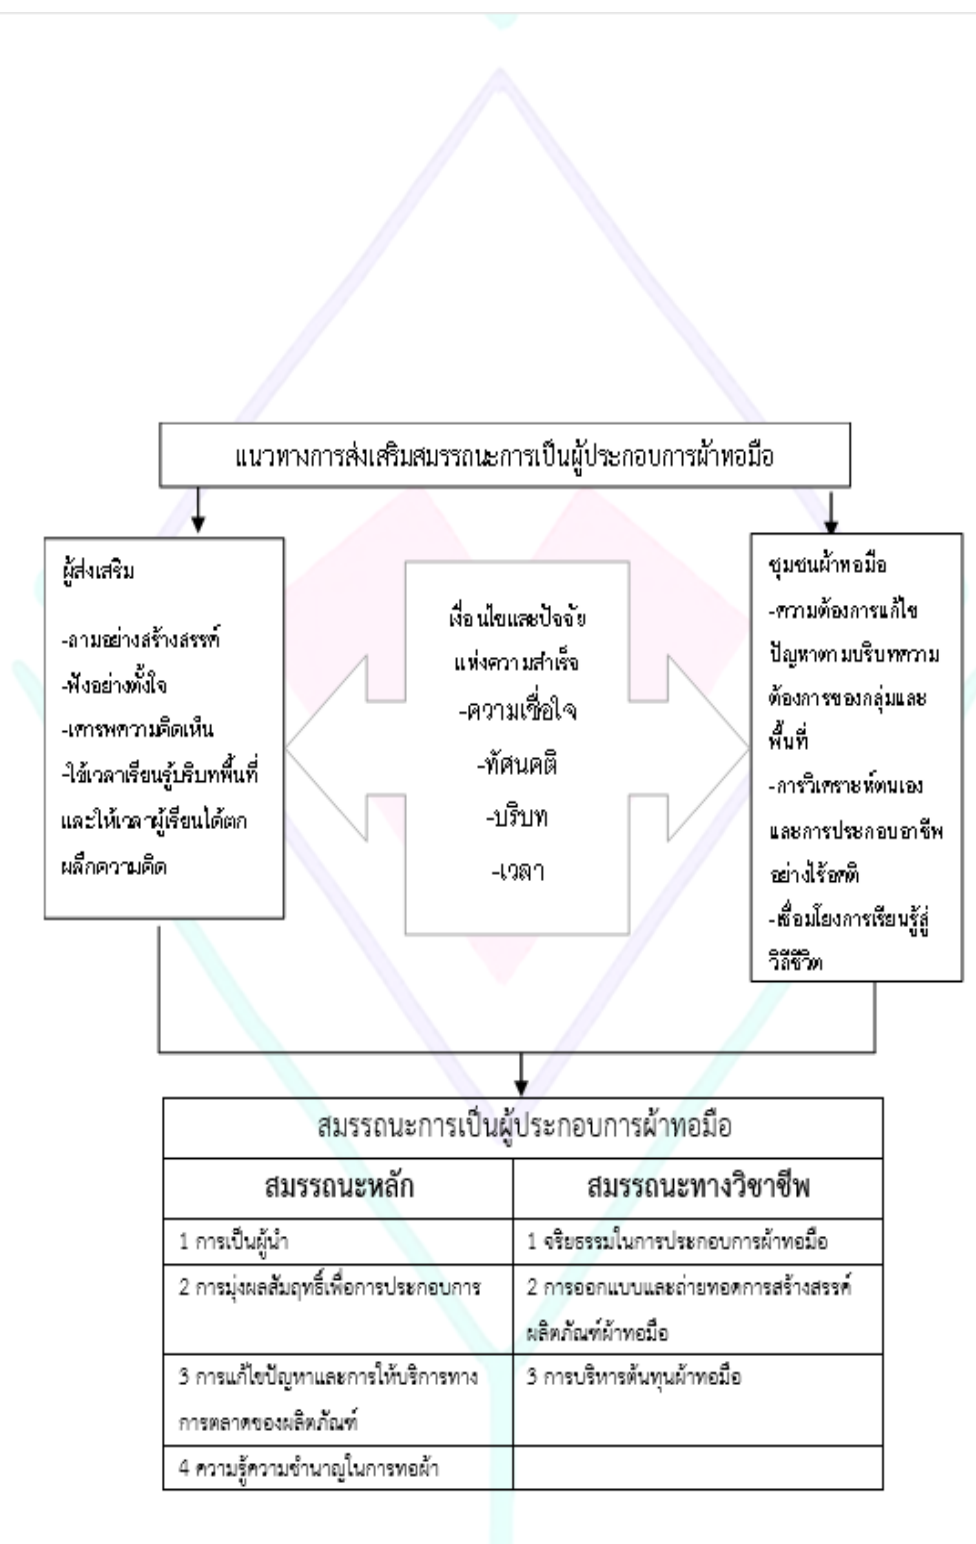 แนวทางการส่งเสริมสมรรถนะการเป็นผู้ประกอบการผ้าทอมือ
ผู้ส่งเสริม
-ถามอย่างสร้างสรรค์
-ฟังอย่างตั้งใจ
-เคารพความคิดเห็น
-ใช้เวลาเรียนรู้บริบทพื้นที่
และให้เวลาผู้เรียนได้ตก
ผลึกความคิด
เงื่อนไขและปัจจัย
แห่งความสำเร็จ
-ความเชื่อใจ
-ทัศนคติ
-บริบท
-เวลา
ชุมชนผ้าทอมือ
-ความต้องการแก้ไข
ปัญหาตามบริบทความ
ต้องการของกลุ่มและ
พื้นที่
-การวิเคราะห์ตนเอง
และการประกอบอาชีพ
อย่างไร้อคติ
-เชื่อมโยงการเรียนรู้สู่
วิถีชีวิต
สมรรถนะการเป็นผู้ประกอบการผ้าทอมือ
สมรรถนะหลัก
สมรรถนะทางวิชาชีพ
1 การเป็นผู้นำ
1 จริยธรรมในการประกอบการผ้าทอมือ
2 การมุ่งผลสัมฤทธิ์เพื่อการประกอบการ
2 การออกแบบและถ่ายทอดการสร้างสรรค์
ผลิตภัณฑ์ผ้าทอมือ
3 การแก้ไขปัญหาและการให้บริการทาง
การตลาดของผลิตภัณฑ์
3 การบริหารต้นทุนผ้าทอมือ
4 ความรู้ความชำนาญในการทอผ้า